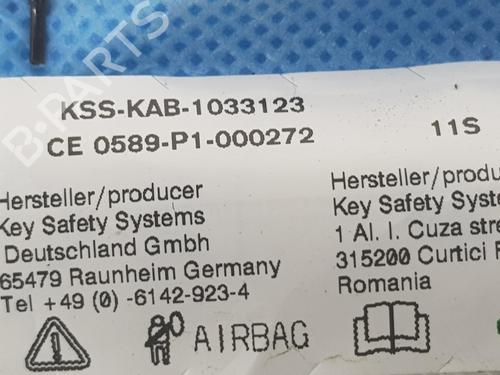 B-PARTS
KSS-KAB-1033123
CE 0589-P1-000272
11S
Hersteller/producer
Key Safety Systems
Deutschland Gmbh
65479 Raunheim Germany
Tel +49 (0) -6142-923-4
Hersteller/produ
Key Safety Syste
1 Al. I. Cuza stre
315200 Curtici
Romania
AIRBAG